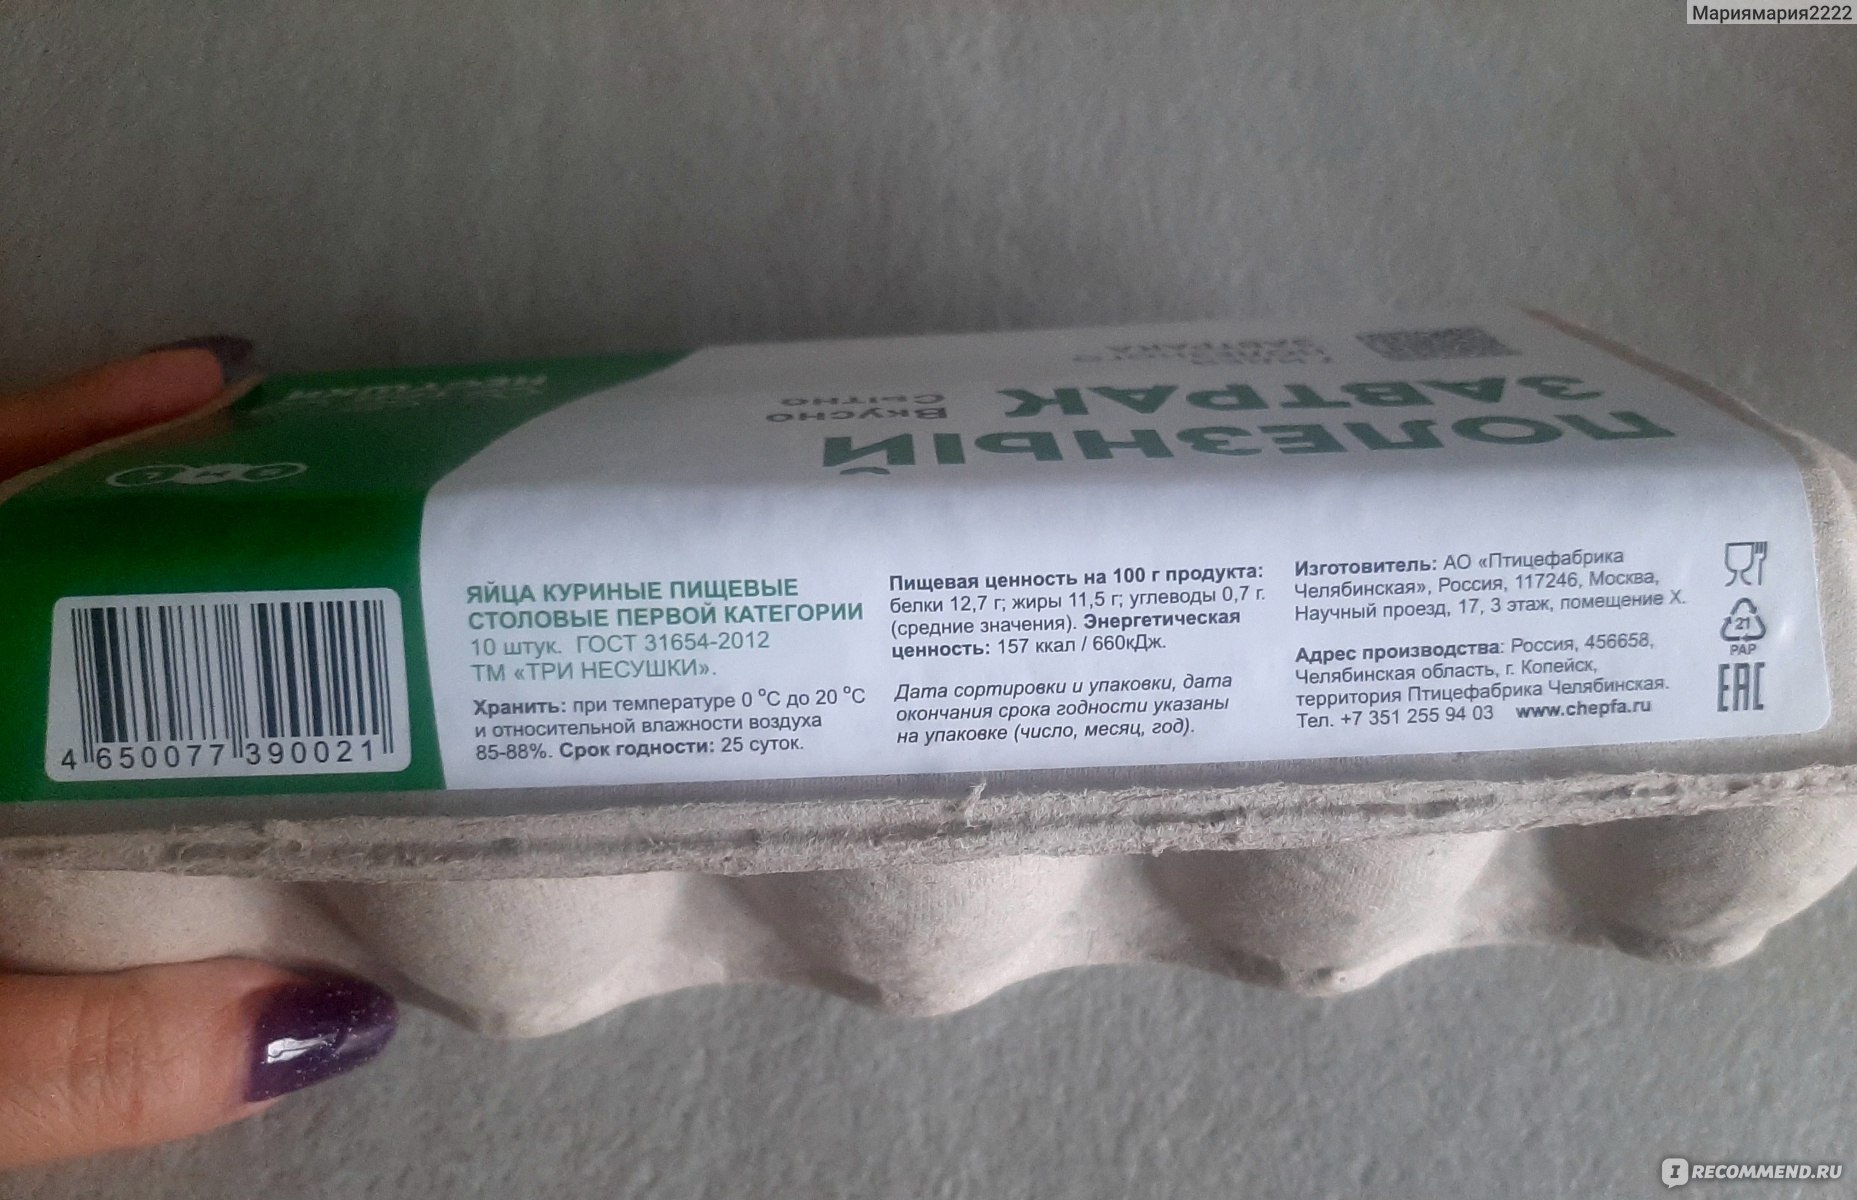 Мариямария2222
ПОЛЕЗНЫЙ
ЗАВТРАК
Вкусно
Сытно
ЗАВТРАКА
НЕСУШКИ
4 650077 390021
ЯЙЦА КУРИНЫЕ ПИЩЕВЫЕ
СТОЛОВЫЕ ПЕРВОЙ КАТЕГОРИИ
10 штук. ГОСТ 31654-2012
ТМ «ТРИ НЕСУШКИ».
Хранить: при температуре 0 °С до 20 °С
и относительной влажности воздуха
85-88%. Срок годности: 25 суток.
Пищевая ценность на 100 г продукта:
белки 12,7 г; жиры 11,5 г; углеводы 0,7 г.
(средние значения). Энергетическая
ценность: 157 ккал / 660кДж.
Дата сортировки и упаковки, дата
окончания срока годности указаны
на упаковке (число, месяц, год).
Изготовитель: АО «Птицефабрика
Челябинская», Россия, 117246, Москва,
Научный проезд, 17, 3 этаж, помещение X.
Адрес производства: Россия, 456658,
Челябинская область, г. Копейск,
территория Птицефабрика Челябинская.
Тел. +7 351 255 94 03 www.chepfa.ru
21
PAP
EAC
IRECOMMEND.RU